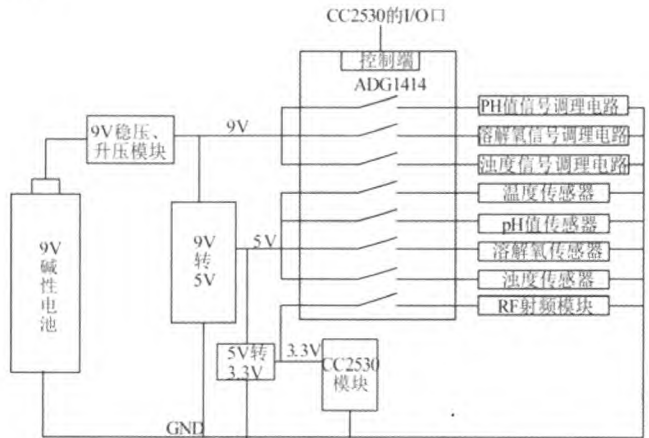 CC2530的I/O口
控制端
ADG1414
9V稳压、
升压模块
9V
PH值信号调理电路
溶解氧信号调理电路
浊度信号调理电路
温度传感器
pH值传感器
溶解氧传感器
浊度传感器
RF射频模块
9V
碱
性
电
池
9V
转
5V
5V
5V转
3.3V
3.3V
CC2530
模块
GND